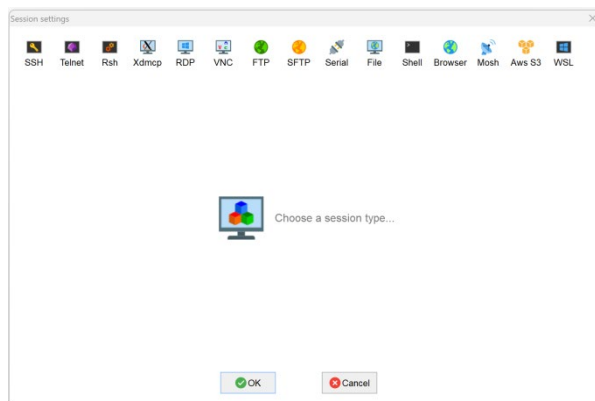 Session settings
SSH Telnet Rsh Xdmcp RDP VNC FTP SFTP Serial File Shell Browser Mosh Aws S3 WSL
Choose a session type...
OK Cancel